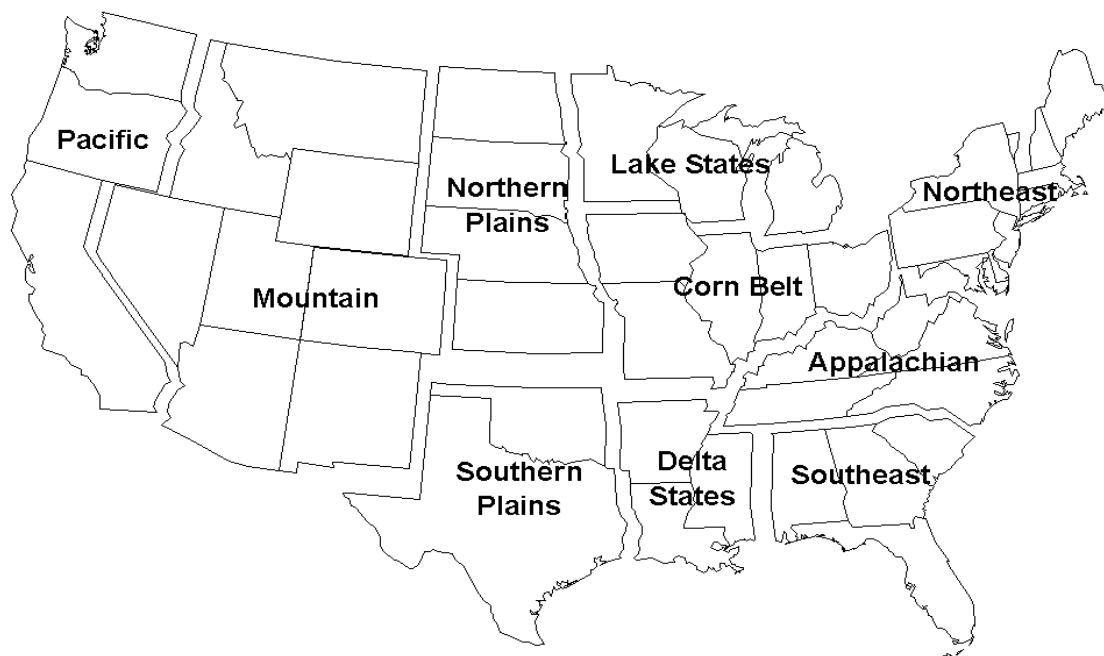 Pacific
Lake States
Northern
Plains
Northeast
Mountain
Corn Belt
Appalachian
Southern
Plains
Delta
States
Southeast